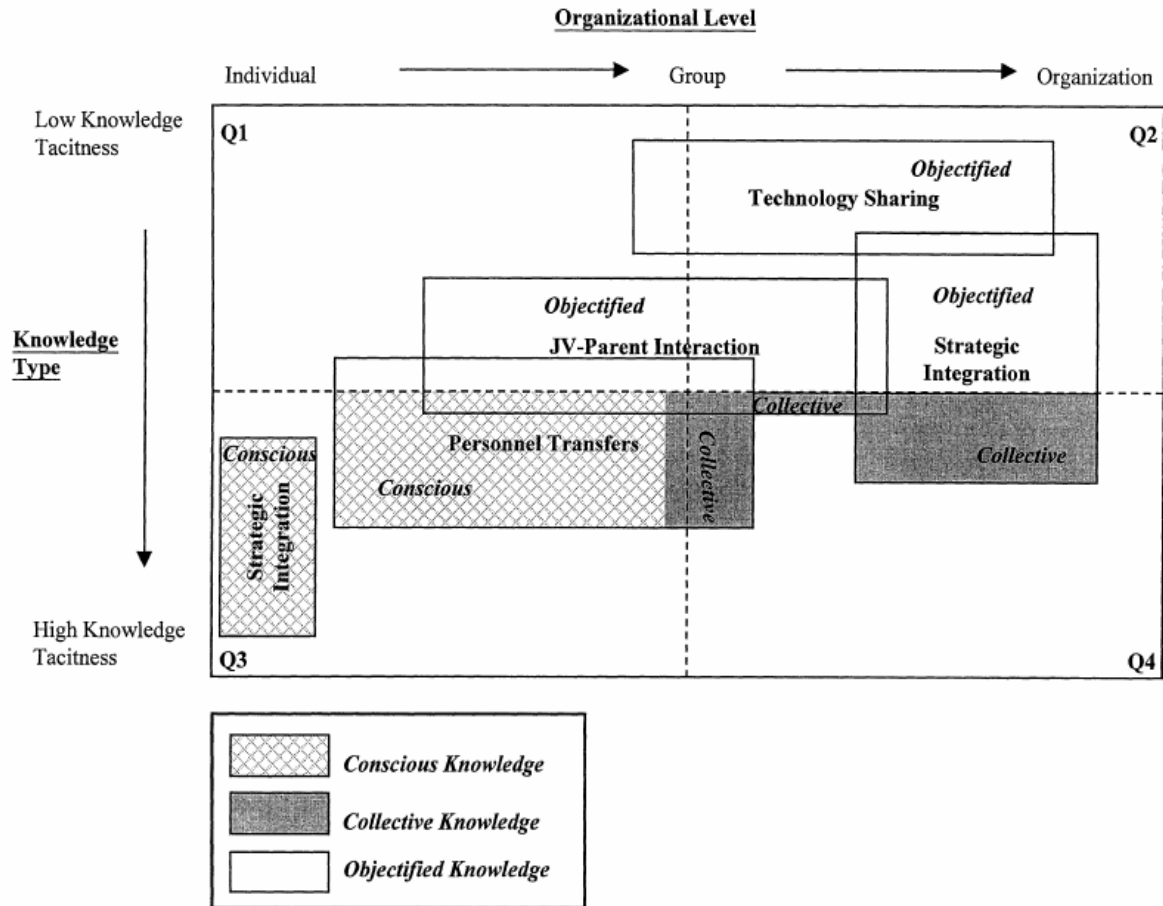 Organizational Level
Individual
Group
Organization
Low Knowledge
Tacitness
Q1
Q2
Objectified
Technology Sharing
Objectified
Objectified
Knowledge
Type
JV-Parent Interaction
Strategic
Integration
Collective
Conscious
Personnel Transfers
Collective
Collective
Conscious
Strategic
Integration
High Knowledge
Tacitness
Q3
Q4
Conscious Knowledge
Collective Knowledge
Objectified Knowledge